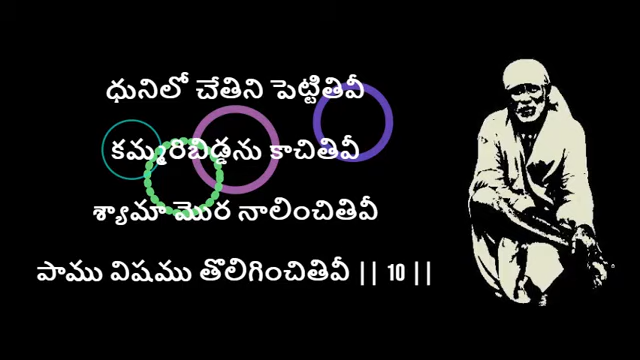 ధునిలో చేతిని పెట్టితివీ
కమ్మరిబిడ్డను కాచితివీ
శ్యామా మొర నాలించితివీ
పాము విషము తొలిగించితివీ || 10 ||